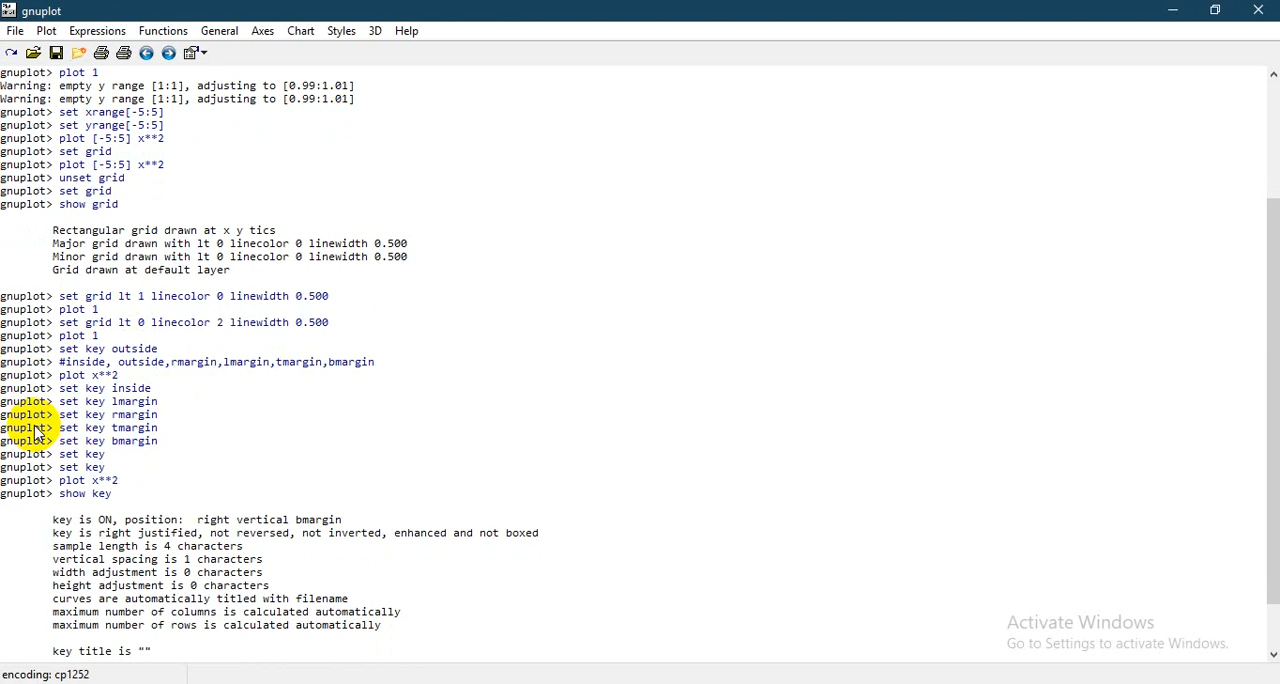 gnuplot
File Plot Expressions Functions General Axes Chart Styles 3D Help
gnuplot> plot 1
Warning: empty y range [1:1], adjusting to [0.99:1.01]
Warning: empty y range [1:1], adjusting to [0.99:1.01]
gnuplot> set xrange[-5:5]
gnuplot> set yrange[-5:5]
gnuplot> plot [-5:5] x**2
gnuplot> set grid
gnuplot> plot [-5:5] x**2
gnuplot> unset grid
gnuplot> set grid
gnuplot> show grid
Rectangular grid drawn at x y tics
Major grid drawn with lt 0 linecolor 0 linewidth 0.500
Minor grid drawn with lt 0 linecolor 0 linewidth 0.500
Grid drawn at default layer
gnuplot> set grid lt 1 linecolor 0 linewidth 0.500
gnuplot> plot 1
gnuplot> set grid lt 0 linecolor 2 linewidth 0.500
gnuplot> plot 1
gnuplot> set key outside
gnuplot> #inside, outside,rmargin,lmargin,tmargin,bmargin
gnuplot> plot x**2
gnuplot> set key inside
gnuplot> set key lmargin
gnuplot> set key rmargin
gnuplot> set key tmargin
gnuplot> set key bmargin
gnuplot> set key
gnuplot> set key
gnuplot> plot x**2
gnuplot> show key
key is ON, position: right vertical bmargin
key is right justified, not reversed, not inverted, enhanced and not boxed
sample length is 4 characters
vertical spacing is 1 characters
width adjustment is 0 characters
height adjustment is 0 characters
curves are automatically titled with filename
maximum number of columns is calculated automatically
maximum number of rows is calculated automatically
key title is ""
Activate Windows
Go to Settings to activate Windows.
encoding: cp1252